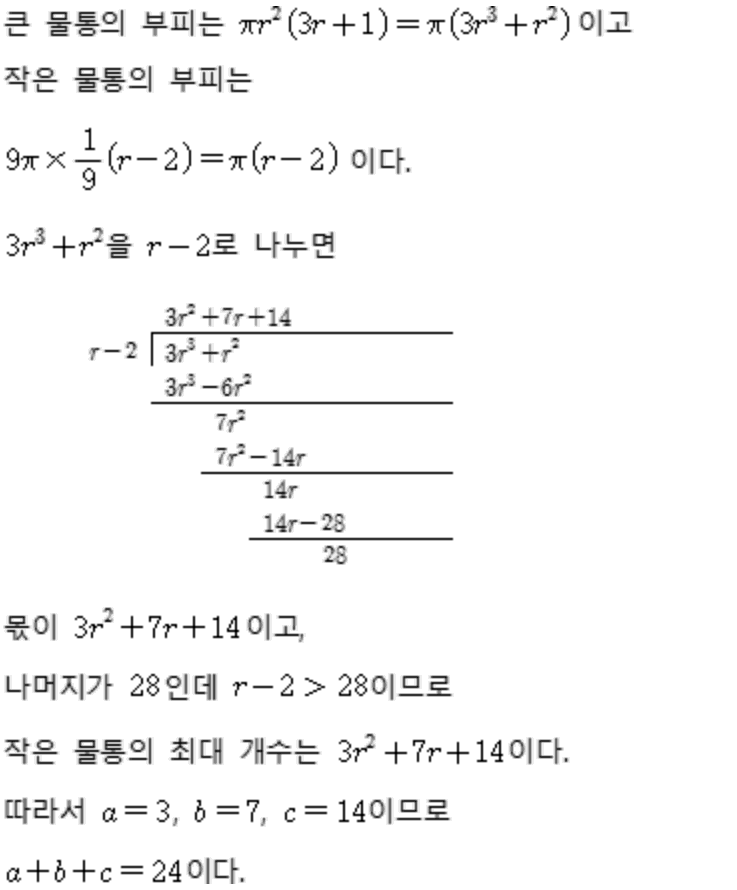 큰 물통의 부피는 πr²(3r+1)=π(3r³+r²)이고
작은 물통의 부피는
9π×1/9(r-2)=π(r-2) 이다.
3r³+r²을 r-2로 나누면
3r²+7r+14
r-2 3r³+r²
3r³-6r²
7r²
7r²-14r
14r
14r-28
28
몫이 3r²+7r+14이고,
나머지가 28인데 r-2 > 28이므로
작은 물통의 최대 개수는 3r²+7r+14이다.
따라서 a=3, b=7, c=14이므로
a+b+c=24이다.